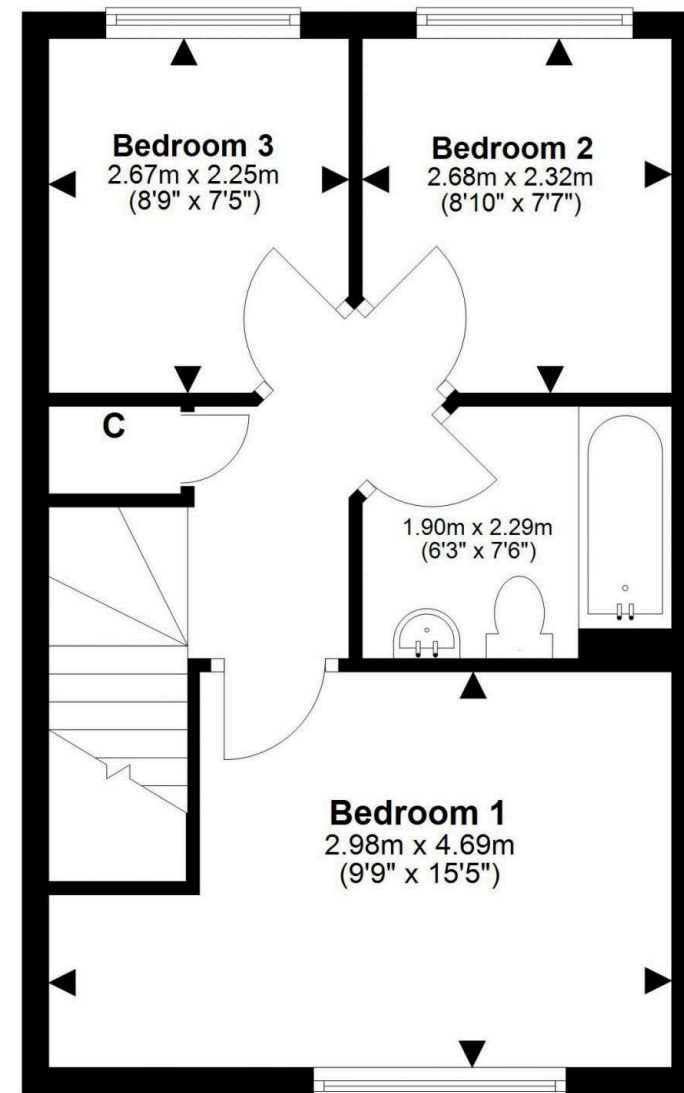 Bedroom 3
2.67m x 2.25m
(8'9" x 7'5")
Bedroom 2
2.68m x 2.32m
(8'10" x 7'7")
C
1.90m x 2.29m
(6'3" x 7'6")
Bedroom 1
2.98m x 4.69m
(9'9" x 15'5")